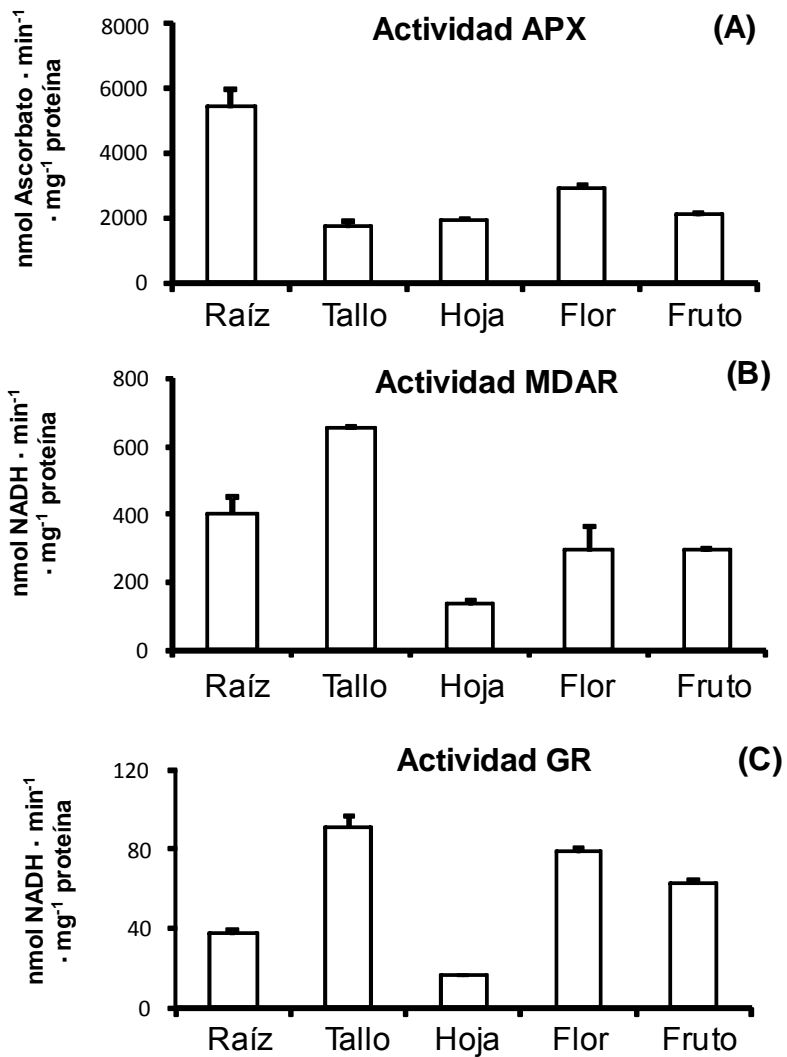 Actividad APX
(A)
nmol Ascorbato · min⁻¹
· mg⁻¹ proteína
8000
6000
4000
2000
0
Raíz Tallo Hoja Flor Fruto
Actividad MDAR
(B)
nmol NADH · min⁻¹
· mg⁻¹ proteína
800
600
400
200
0
Raíz Tallo Hoja Flor Fruto
Actividad GR
(C)
nmol NADH · min⁻¹
· mg⁻¹ proteína
120
80
40
0
Raíz Tallo Hoja Flor Fruto